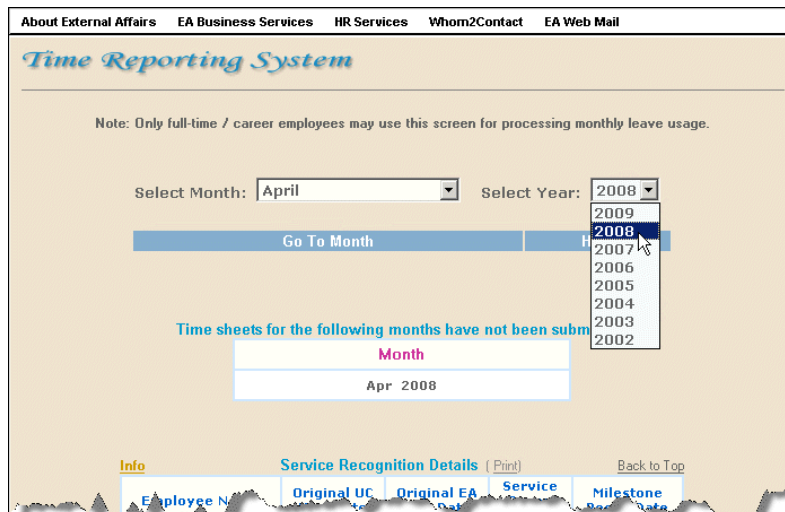 About External Affairs EA Business Services HR Services Whom2Contact EA Web Mail
Time Reporting System
Note: Only full-time / career employees may use this screen for processing monthly leave usage.
Select Month: April Select Year: 2008
2009
2008
2007
2006
2005
2004
2003
2002
Go To Month H
Time sheets for the following months have not been subm
Month
Apr 2008
Info Service Recognition Details ( Print) Back to Top
Employee N Original UC Original EA Service Milestone